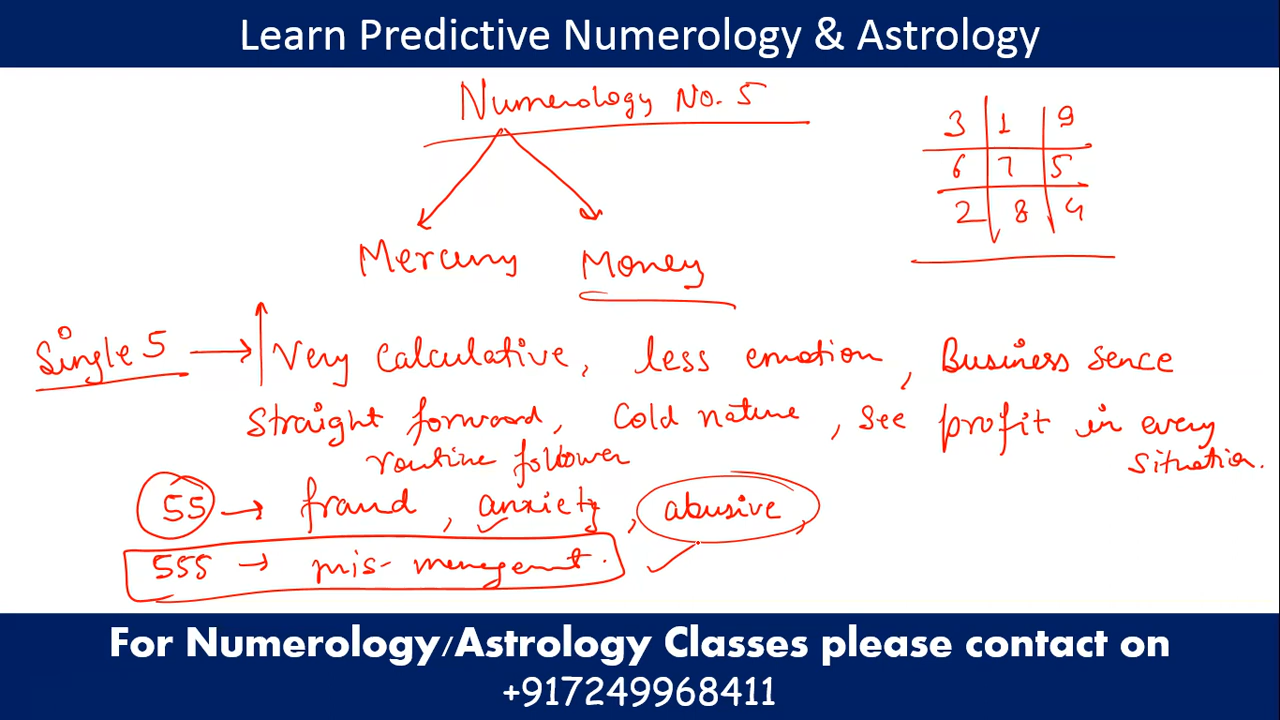 Learn Predictive Numerology & Astrology
Numerology No. 5
3 1 9
6 7 5
2 8 4
Mercury Money
Single 5 → Very Calculative, less emotion, Business sence
Straight forward, Cold nature, see profit in every
routine follower situation.
55 → fraud, anxiety, abusive,
555 → mis-menegemt.
For Numerology/Astrology Classes please contact on
+917249968411